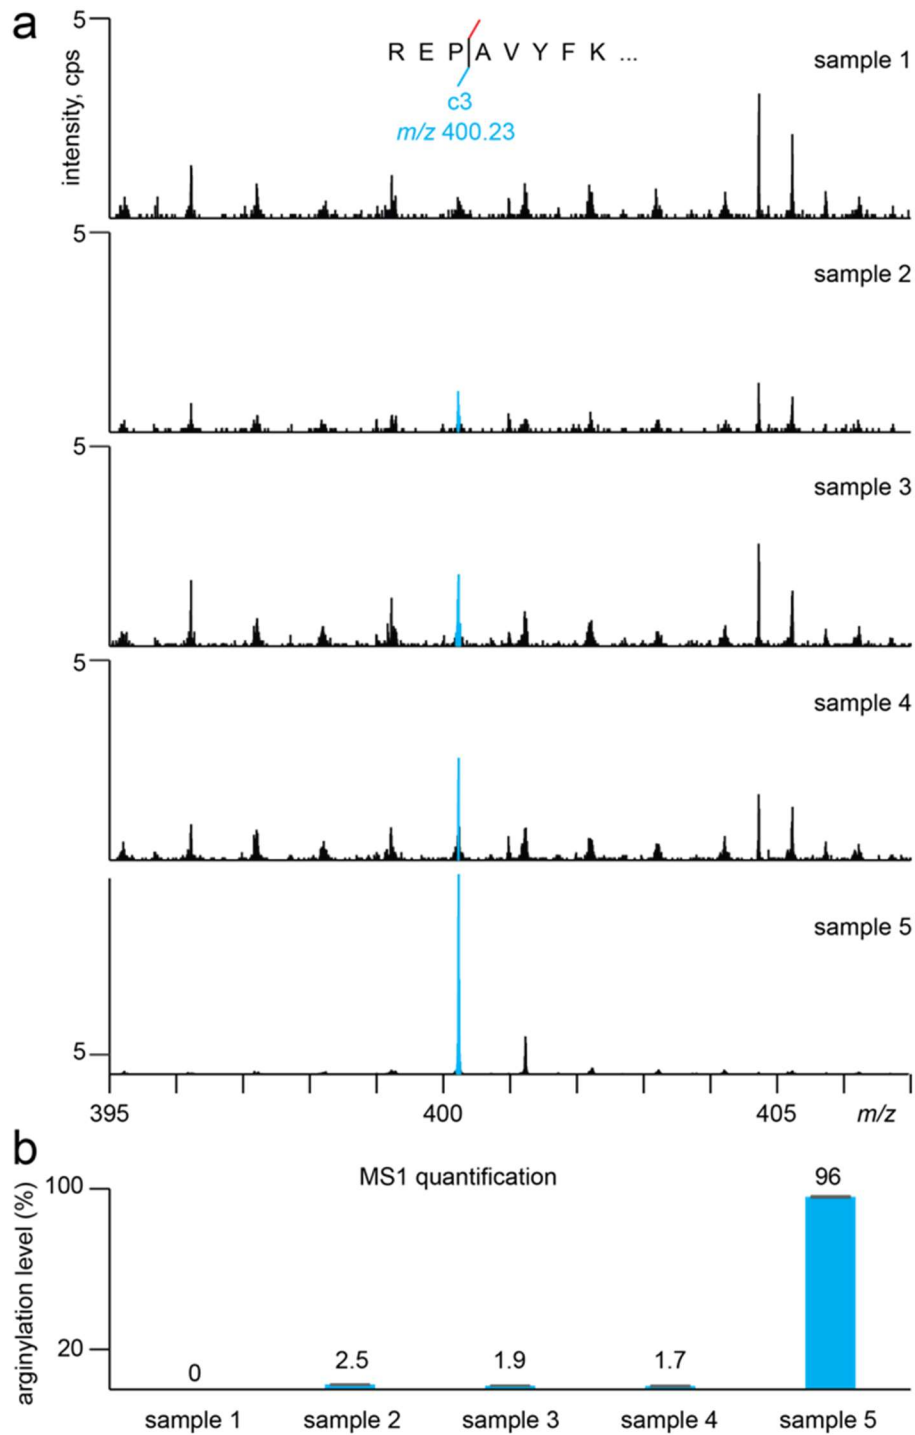 a
5
intensity, cps
R E P A V Y F K ...
c3
m/z 400.23
sample 1
5
sample 2
5
sample 3
5
sample 4
sample 5
5
395 400 405 m/z
b
MS1 quantification
arginylation level (%)
100
20
0 2.5 1.9 1.7 96
sample 1 sample 2 sample 3 sample 4 sample 5